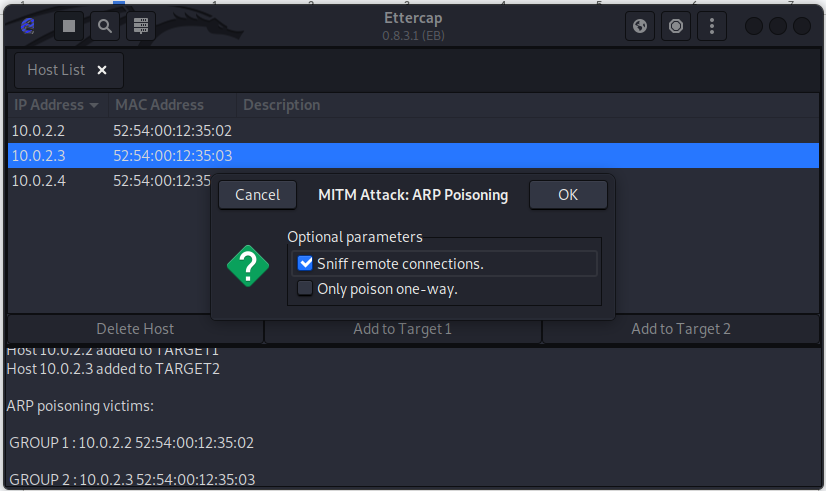 Ettercap
0.8.3.1 (EB)
Host List ×
IP Address MAC Address Description
10.0.2.2 52:54:00:12:35:02
10.0.2.3 52:54:00:12:35:03
10.0.2.4 52:54:00:12:35
Cancel MITM Attack: ARP Poisoning OK
Optional parameters
Sniff remote connections.
Only poison one-way.
Delete Host Add to Target 1 Add to Target 2
Host 10.0.2.2 added to TARGET1
Host 10.0.2.3 added to TARGET2
ARP poisoning victims:
GROUP 1 : 10.0.2.2 52:54:00:12:35:02
GROUP 2 : 10.0.2.3 52:54:00:12:35:03